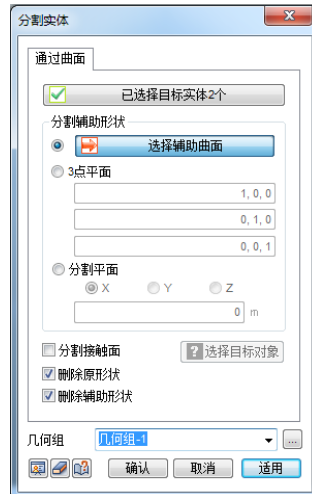 分割实体
通过曲面
已选择目标实体2个
分割辅助形状
选择辅助曲面
3点平面
1, 0, 0
0, 1, 0
0, 0, 1
分割平面
X Y Z
0 m
分割接触面 ? 选择目标对象
删除原形状
删除辅助形状
几何组 几何组-1 ...
确认 取消 适用